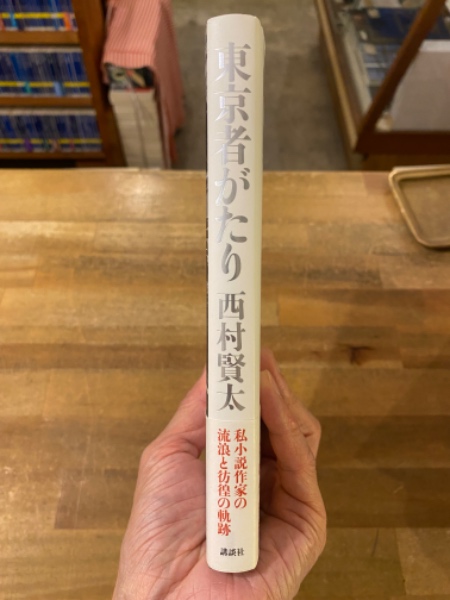 東京者がたり
西村賢太
私小説作家の
流浪と彷徨の軌跡
講談社